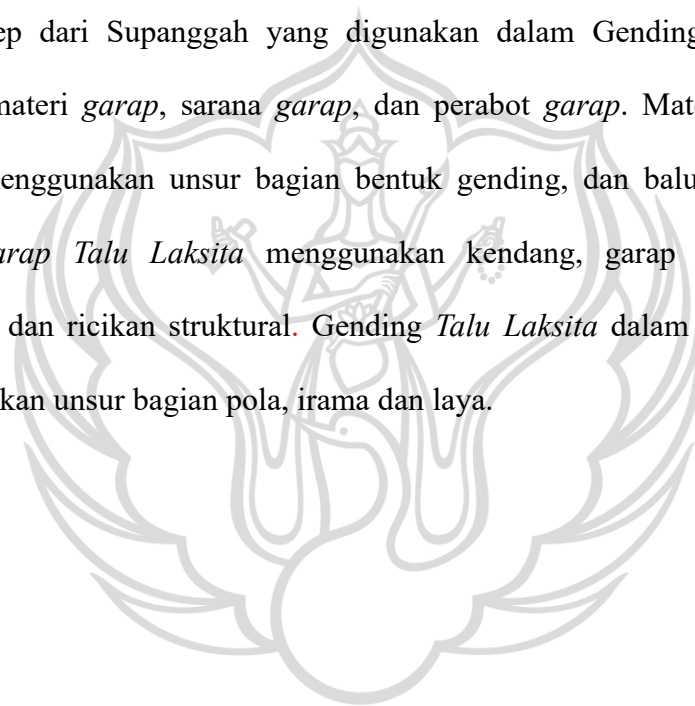 ep dari Supanggah yang digunakan dalam Gending
materi garap, sarana garap, dan perabot garap. Mat
enggunakan unsur bagian bentuk gending, dan balu
arap Talu Laksita menggunakan kendang, garap
dan ricikan struktural. Gending Talu Laksita dalam
kan unsur bagian pola, irama dan laya.